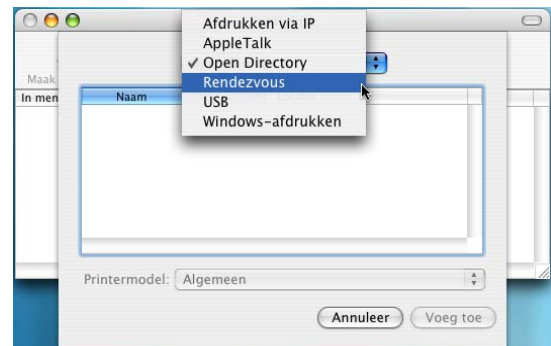 Afdrukken via IP
AppleTalk
✓ Open Directory
Rendezvous
USB
Windows-afdrukken
Maak
In men
Naam
Printermodel: Algemeen
Annuleer Voeg toe